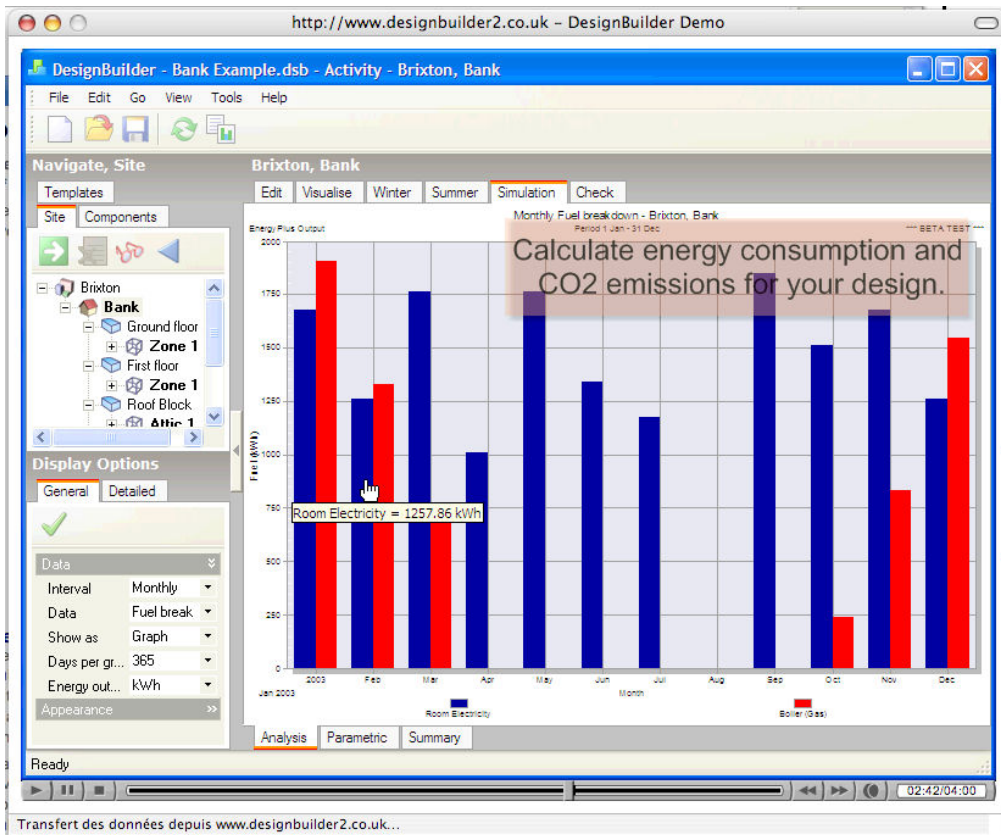 http://www.designbuilder2.co.uk – DesignBuilder Demo
DesignBuilder - Bank Example.dsb - Activity - Brixton, Bank
File Edit Go View Tools Help
Navigate, Site
Templates
Site Components
Brixton
Bank
Ground floor
Zone 1
First floor
Zone 1
Roof Block
Attic 1
Display Options
General Detailed
Data
Interval Monthly
Data Fuel break
Show as Graph
Days per gr... 365
Energy out... kWh
Appearance
Brixton, Bank
Edit Visualise Winter Summer Simulation Check
Monthly Fuel breakdown - Brixton, Bank
Energy Plus Output Period 1 Jan - 31 Dec *** BETA TEST ***
Calculate energy consumption and
CO2 emissions for your design.
Fuel (kWh)
2000
1750
1500
1250
1000
750
500
250
0
Room Electricity = 1257.86 kWh
2003 Feb Mar Apr May Jun Jul Aug Sep Oct Nov Dec
Jan 2003 Month
Room Electricity Boiler (Gas)
Analysis Parametric Summary
Ready
02:42/04:00
Transfert des données depuis www.designbuilder2.co.uk...